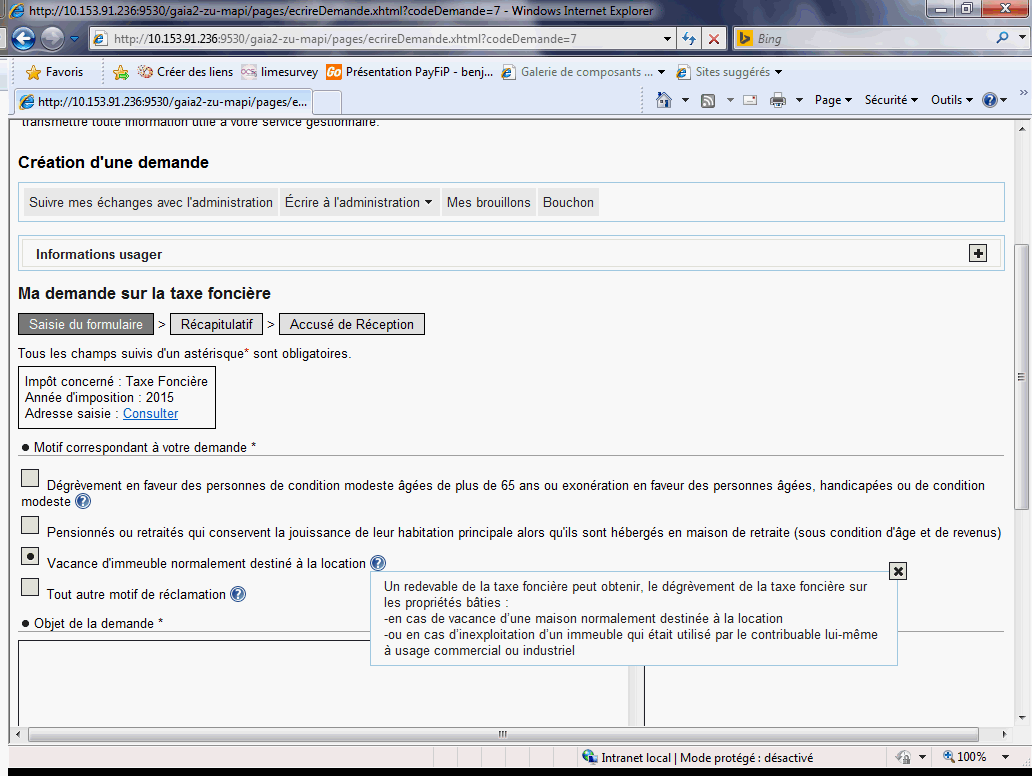 http://10.153.91.236:9530/gaia2-zu-mapi/pages/ecrireDemande.xhtml?codeDemande=7 - Windows Internet Explorer
http://10.153.91.236:9530/gaia2-zu-mapi/pages/ecrireDemande.xhtml?codeDemande=7
Bing
Favoris
Créer des liens
limesurvey
Présentation PayFiP - benj...
Galerie de composants ...
Sites suggérés
http://10.153.91.236:9530/gaia2-zu-mapi/pages/e...
Page
Sécurité
Outils
transmettre toute information utile à votre service gestionnaire.
Création d'une demande
Suivre mes échanges avec l'administration
Écrire à l'administration
Mes brouillons
Bouchon
Informations usager
Ma demande sur la taxe foncière
Saisie du formulaire > Récapitulatif > Accusé de Réception
Tous les champs suivis d'un astérisque* sont obligatoires.
Impôt concerné : Taxe Foncière
Année d'imposition : 2015
Adresse saisie : Consulter
● Motif correspondant à votre demande *
Dégrèvement en faveur des personnes de condition modeste âgées de plus de 65 ans ou exonération en faveur des personnes âgées, handicapées ou de condition
modeste ?
Pensionnés ou retraités qui conservent la jouissance de leur habitation principale alors qu'ils sont hébergés en maison de retraite (sous condition d'âge et de revenus)
Vacance d'immeuble normalement destiné à la location ?
Un redevable de la taxe foncière peut obtenir, le dégrèvement de la taxe foncière sur
les propriétés bâties :
-en cas de vacance d'une maison normalement destinée à la location
-ou en cas d'inexploitation d'un immeuble qui était utilisé par le contribuable lui-même
à usage commercial ou industriel
Tout autre motif de réclamation ?
● Objet de la demande *
Intranet local | Mode protégé : désactivé
100%